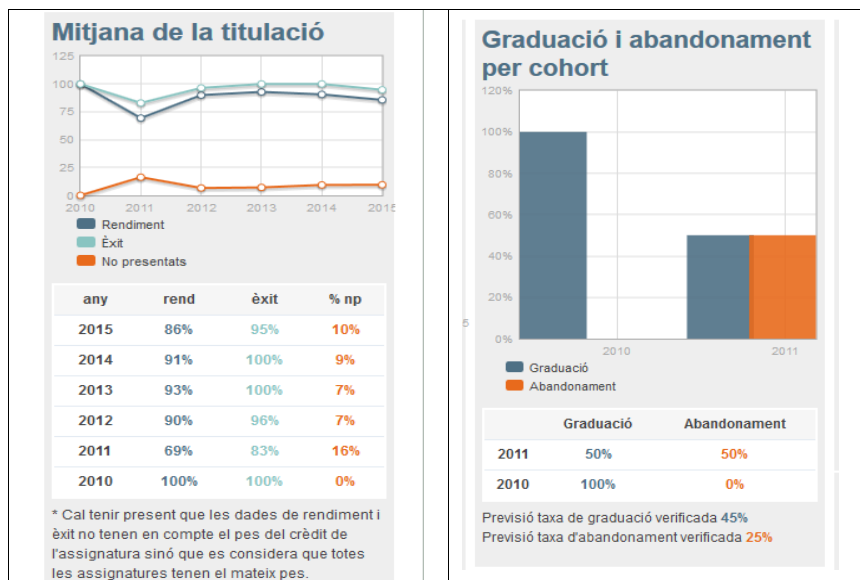 Mitjana de la titulació
125
100
75
50
25
0
2010 2011 2012 2013 2014 2015
Rendiment
Èxit
No presentats
any rend èxit % np
2015 86% 95% 10%
2014 91% 100% 9%
2013 93% 100% 7%
2012 90% 96% 7%
2011 69% 83% 16%
2010 100% 100% 0%
* Cal tenir present que les dades de rendiment i
èxit no tenen en compte el pes del crèdit de
l'assignatura sinó que es considera que totes
les assignatures tenen el mateix pes.
Graduació i abandonament
per cohort
120%
100%
80%
60%
40%
20%
0%
5
2010 2011
Graduació
Abandonament
Graduació Abandonament
2011 50% 50%
2010 100% 0%
Previsió taxa de graduació verificada 45%
Previsió taxa d'abandonament verificada 25%